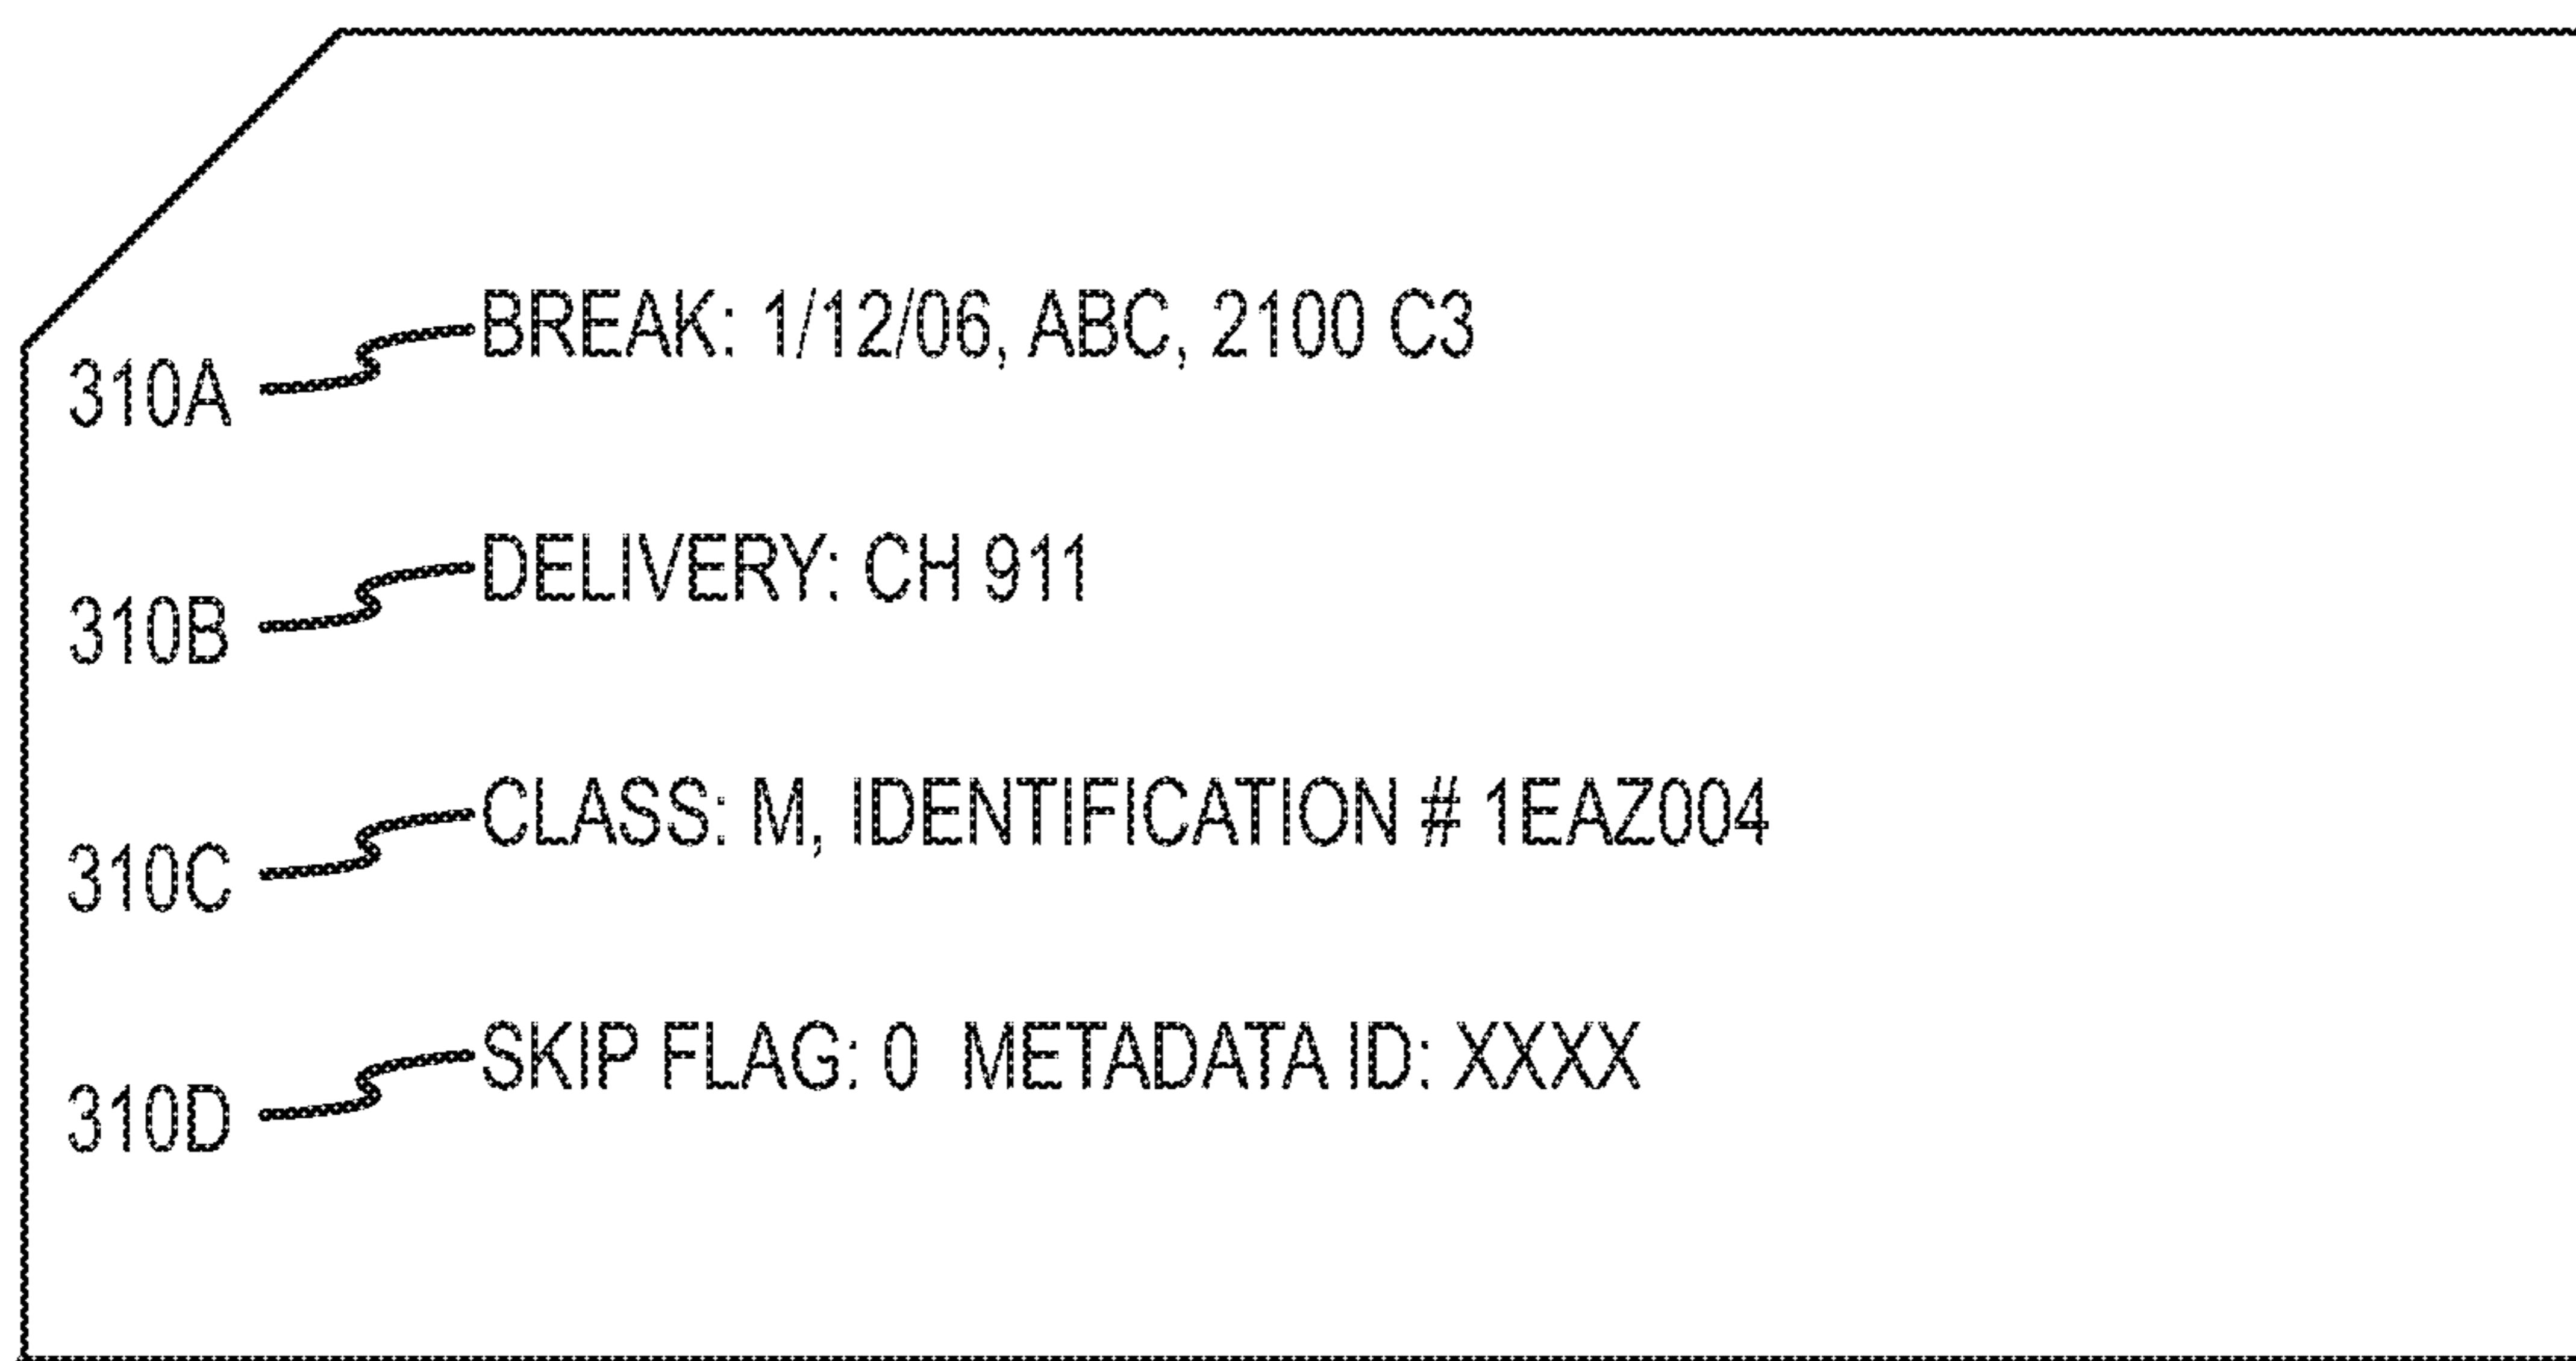 BREAK: 1/12/06, ABC, 2100 C3
310A
DELIVERY: CH 911
310B
CLASS: M, IDENTIFICATION # 1EAZ004
310C
SKIP FLAG: 0 METADATA ID: XXXX
310D